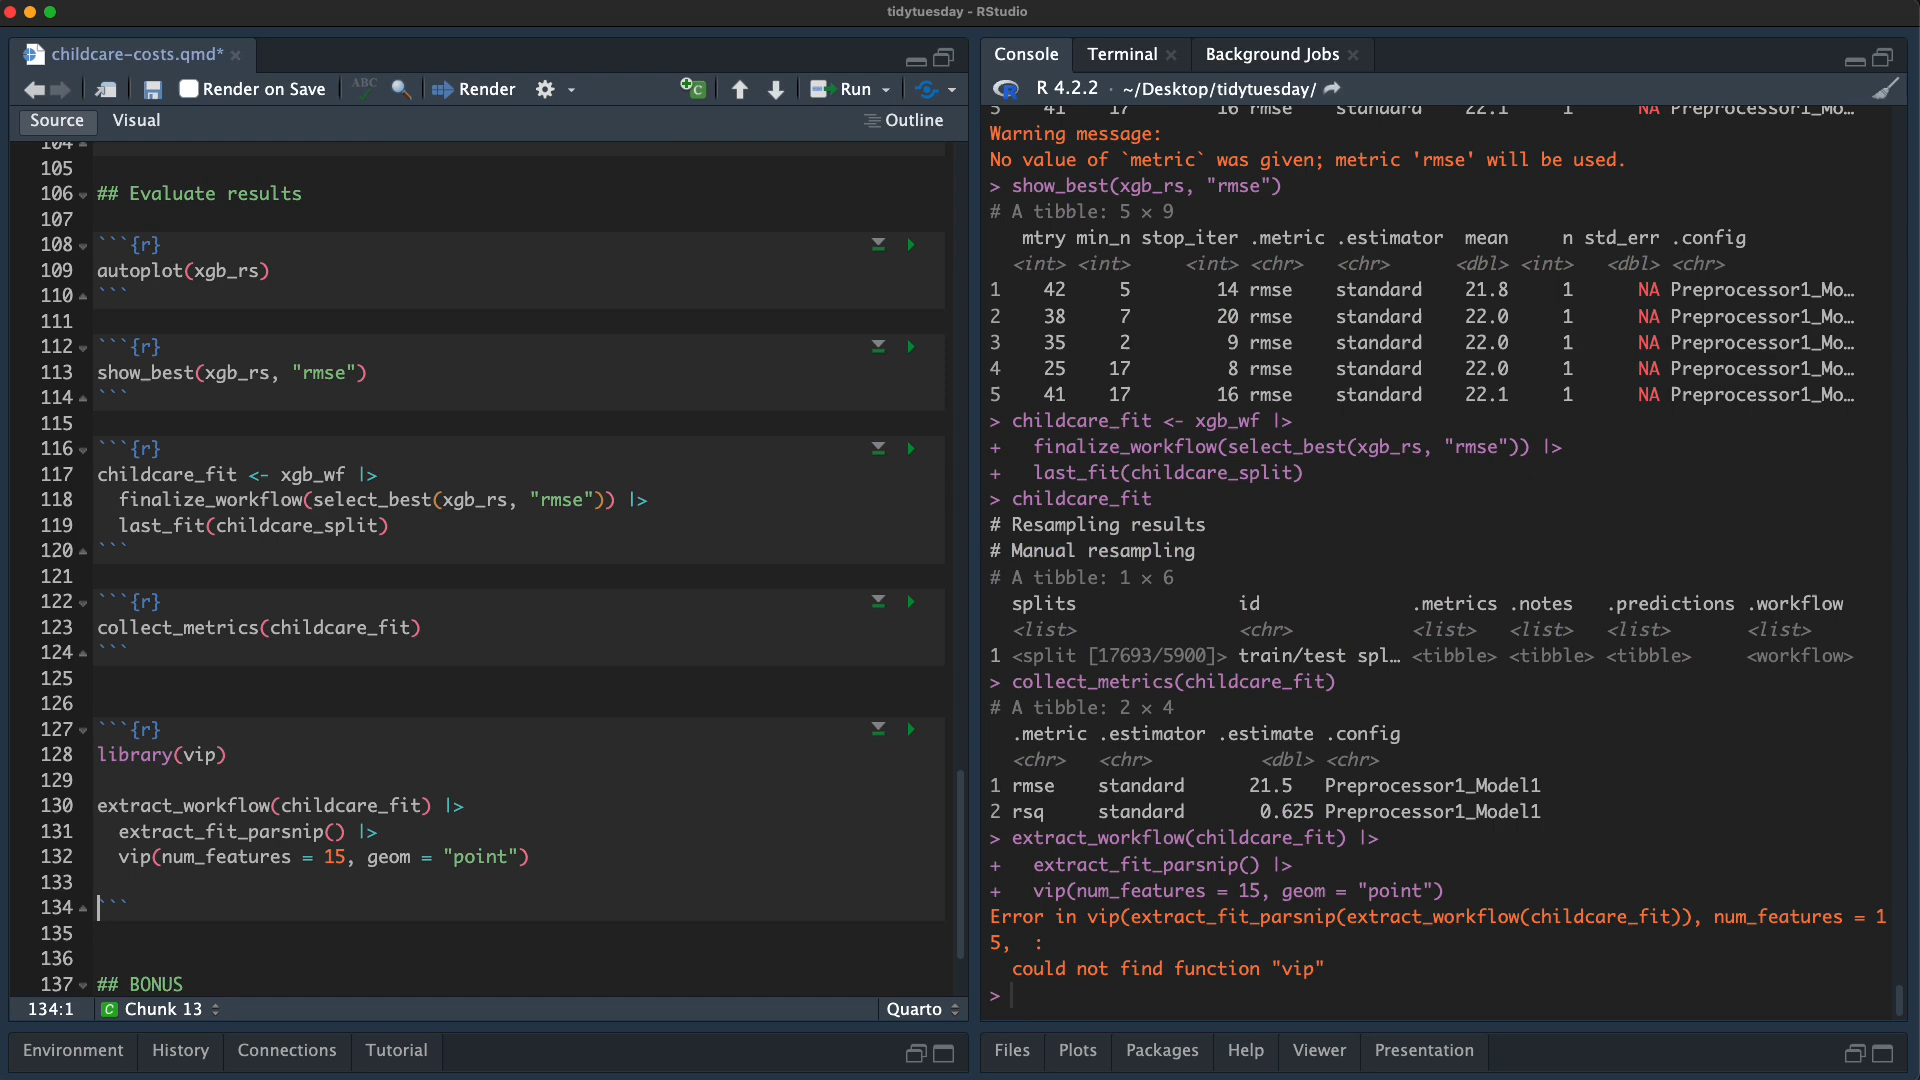 tidytuesday - RStudio
childcare-costs.qmd*
Render on Save
ABC
Render
Run
Source
Visual
Outline
104
105
106 ## Evaluate results
107
108 ```{r}
109 autoplot(xgb_rs)
110 ```
111
112 ```{r}
113 show_best(xgb_rs, "rmse")
114 ```
115
116 ```{r}
117 childcare_fit <- xgb_wf |>
118   finalize_workflow(select_best(xgb_rs, "rmse")) |>
119   last_fit(childcare_split)
120 ```
121
122 ```{r}
123 collect_metrics(childcare_fit)
124 ```
125
126
127 ```{r}
128 library(vip)
129
130 extract_workflow(childcare_fit) |>
131   extract_fit_parsnip() |>
132   vip(num_features = 15, geom = "point")
133
134 ```
135
136
137 ## BONUS
134:1 C Chunk 13
Quarto
Environment
History
Connections
Tutorial
Console
Terminal
Background Jobs
R 4.2.2 · ~/Desktop/tidytuesday/
5 41 17 16 rmse standard 22.1 1 NA Preprocessor1_Mo…
Warning message:
No value of `metric` was given; metric 'rmse' will be used.
> show_best(xgb_rs, "rmse")
# A tibble: 5 × 9
mtry min_n stop_iter .metric .estimator mean n std_err .config
<int> <int> <int> <chr> <chr> <dbl> <int> <dbl> <chr>
1 42 5 14 rmse standard 21.8 1 NA Preprocessor1_Mo…
2 38 7 20 rmse standard 22.0 1 NA Preprocessor1_Mo…
3 35 2 9 rmse standard 22.0 1 NA Preprocessor1_Mo…
4 25 17 8 rmse standard 22.0 1 NA Preprocessor1_Mo…
5 41 17 16 rmse standard 22.1 1 NA Preprocessor1_Mo…
> childcare_fit <- xgb_wf |>
+   finalize_workflow(select_best(xgb_rs, "rmse")) |>
+   last_fit(childcare_split)
> childcare_fit
# Resampling results
# Manual resampling
# A tibble: 1 × 6
splits id .metrics .notes .predictions .workflow
<list> <chr> <list> <list> <list> <list>
1 <split [17693/5900]> train/test spl… <tibble> <tibble> <tibble> <workflow>
> collect_metrics(childcare_fit)
# A tibble: 2 × 4
.metric .estimator .estimate .config
<chr> <chr> <dbl> <chr>
1 rmse standard 21.5 Preprocessor1_Model1
2 rsq standard 0.625 Preprocessor1_Model1
> extract_workflow(childcare_fit) |>
+   extract_fit_parsnip() |>
+   vip(num_features = 15, geom = "point")
Error in vip(extract_fit_parsnip(extract_workflow(childcare_fit)), num_features = 1
5,  :
could not find function "vip"
>
Files
Plots
Packages
Help
Viewer
Presentation